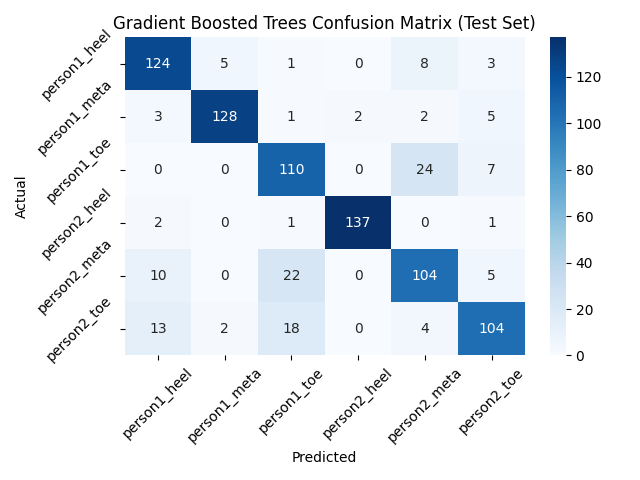 Gradient Boosted Trees Confusion Matrix (Test Set)
Actual
person1_heel 124 5 1 0 8 3
person1_meta 3 128 1 2 2 5
person1_toe 0 0 110 0 24 7
person2_heel 2 0 1 137 0 1
person2_meta 10 0 22 0 104 5
person2_toe 13 2 18 0 4 104
person1_heel person1_meta person1_toe person2_heel person2_meta person2_toe
Predicted
120
100
80
60
40
20
0